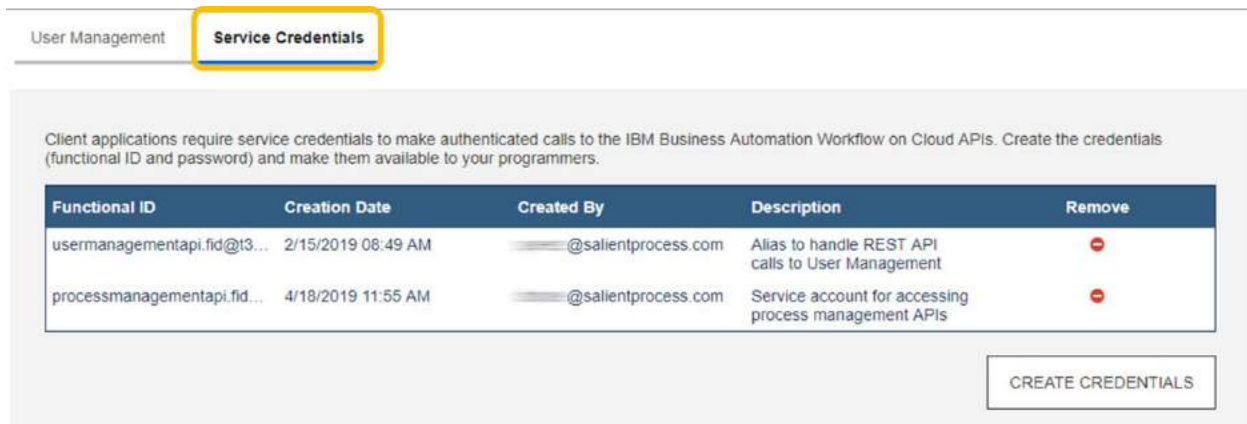 User Management Service Credentials
Client applications require service credentials to make authenticated calls to the IBM Business Automation Workflow on Cloud APIs. Create the credentials
(functional ID and password) and make them available to your programmers.
Functional ID Creation Date Created By Description Remove
usermanagementapi.fid@t3... 2/15/2019 08:49 AM @salientprocess.com Alias to handle REST API
calls to User Management
processmanagementapi.fid... 4/18/2019 11:55 AM @salientprocess.com Service account for accessing
process management APIs
CREATE CREDENTIALS